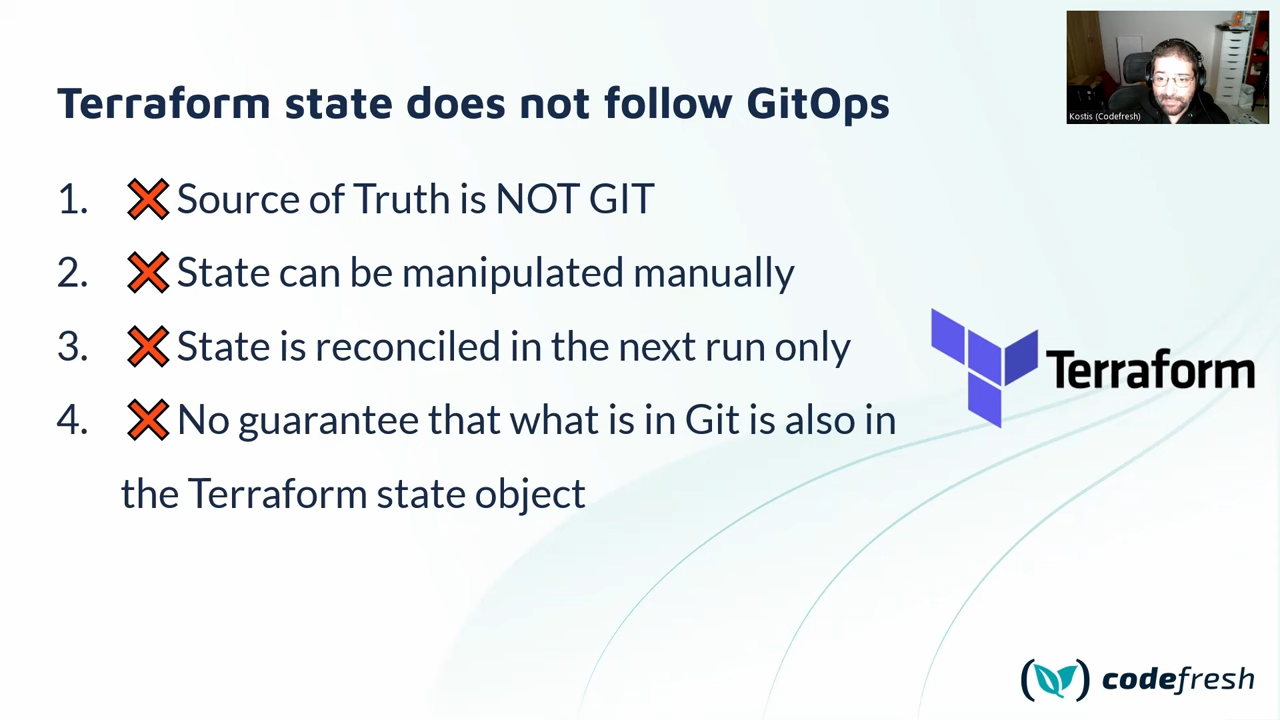 Terraform state does not follow GitOps
Kostis (Codefresh)
1. ❌ Source of Truth is NOT GIT
2. ❌ State can be manipulated manually
3. ❌ State is reconciled in the next run only
4. ❌ No guarantee that what is in Git is also in
the Terraform state object
Terraform
codefresh